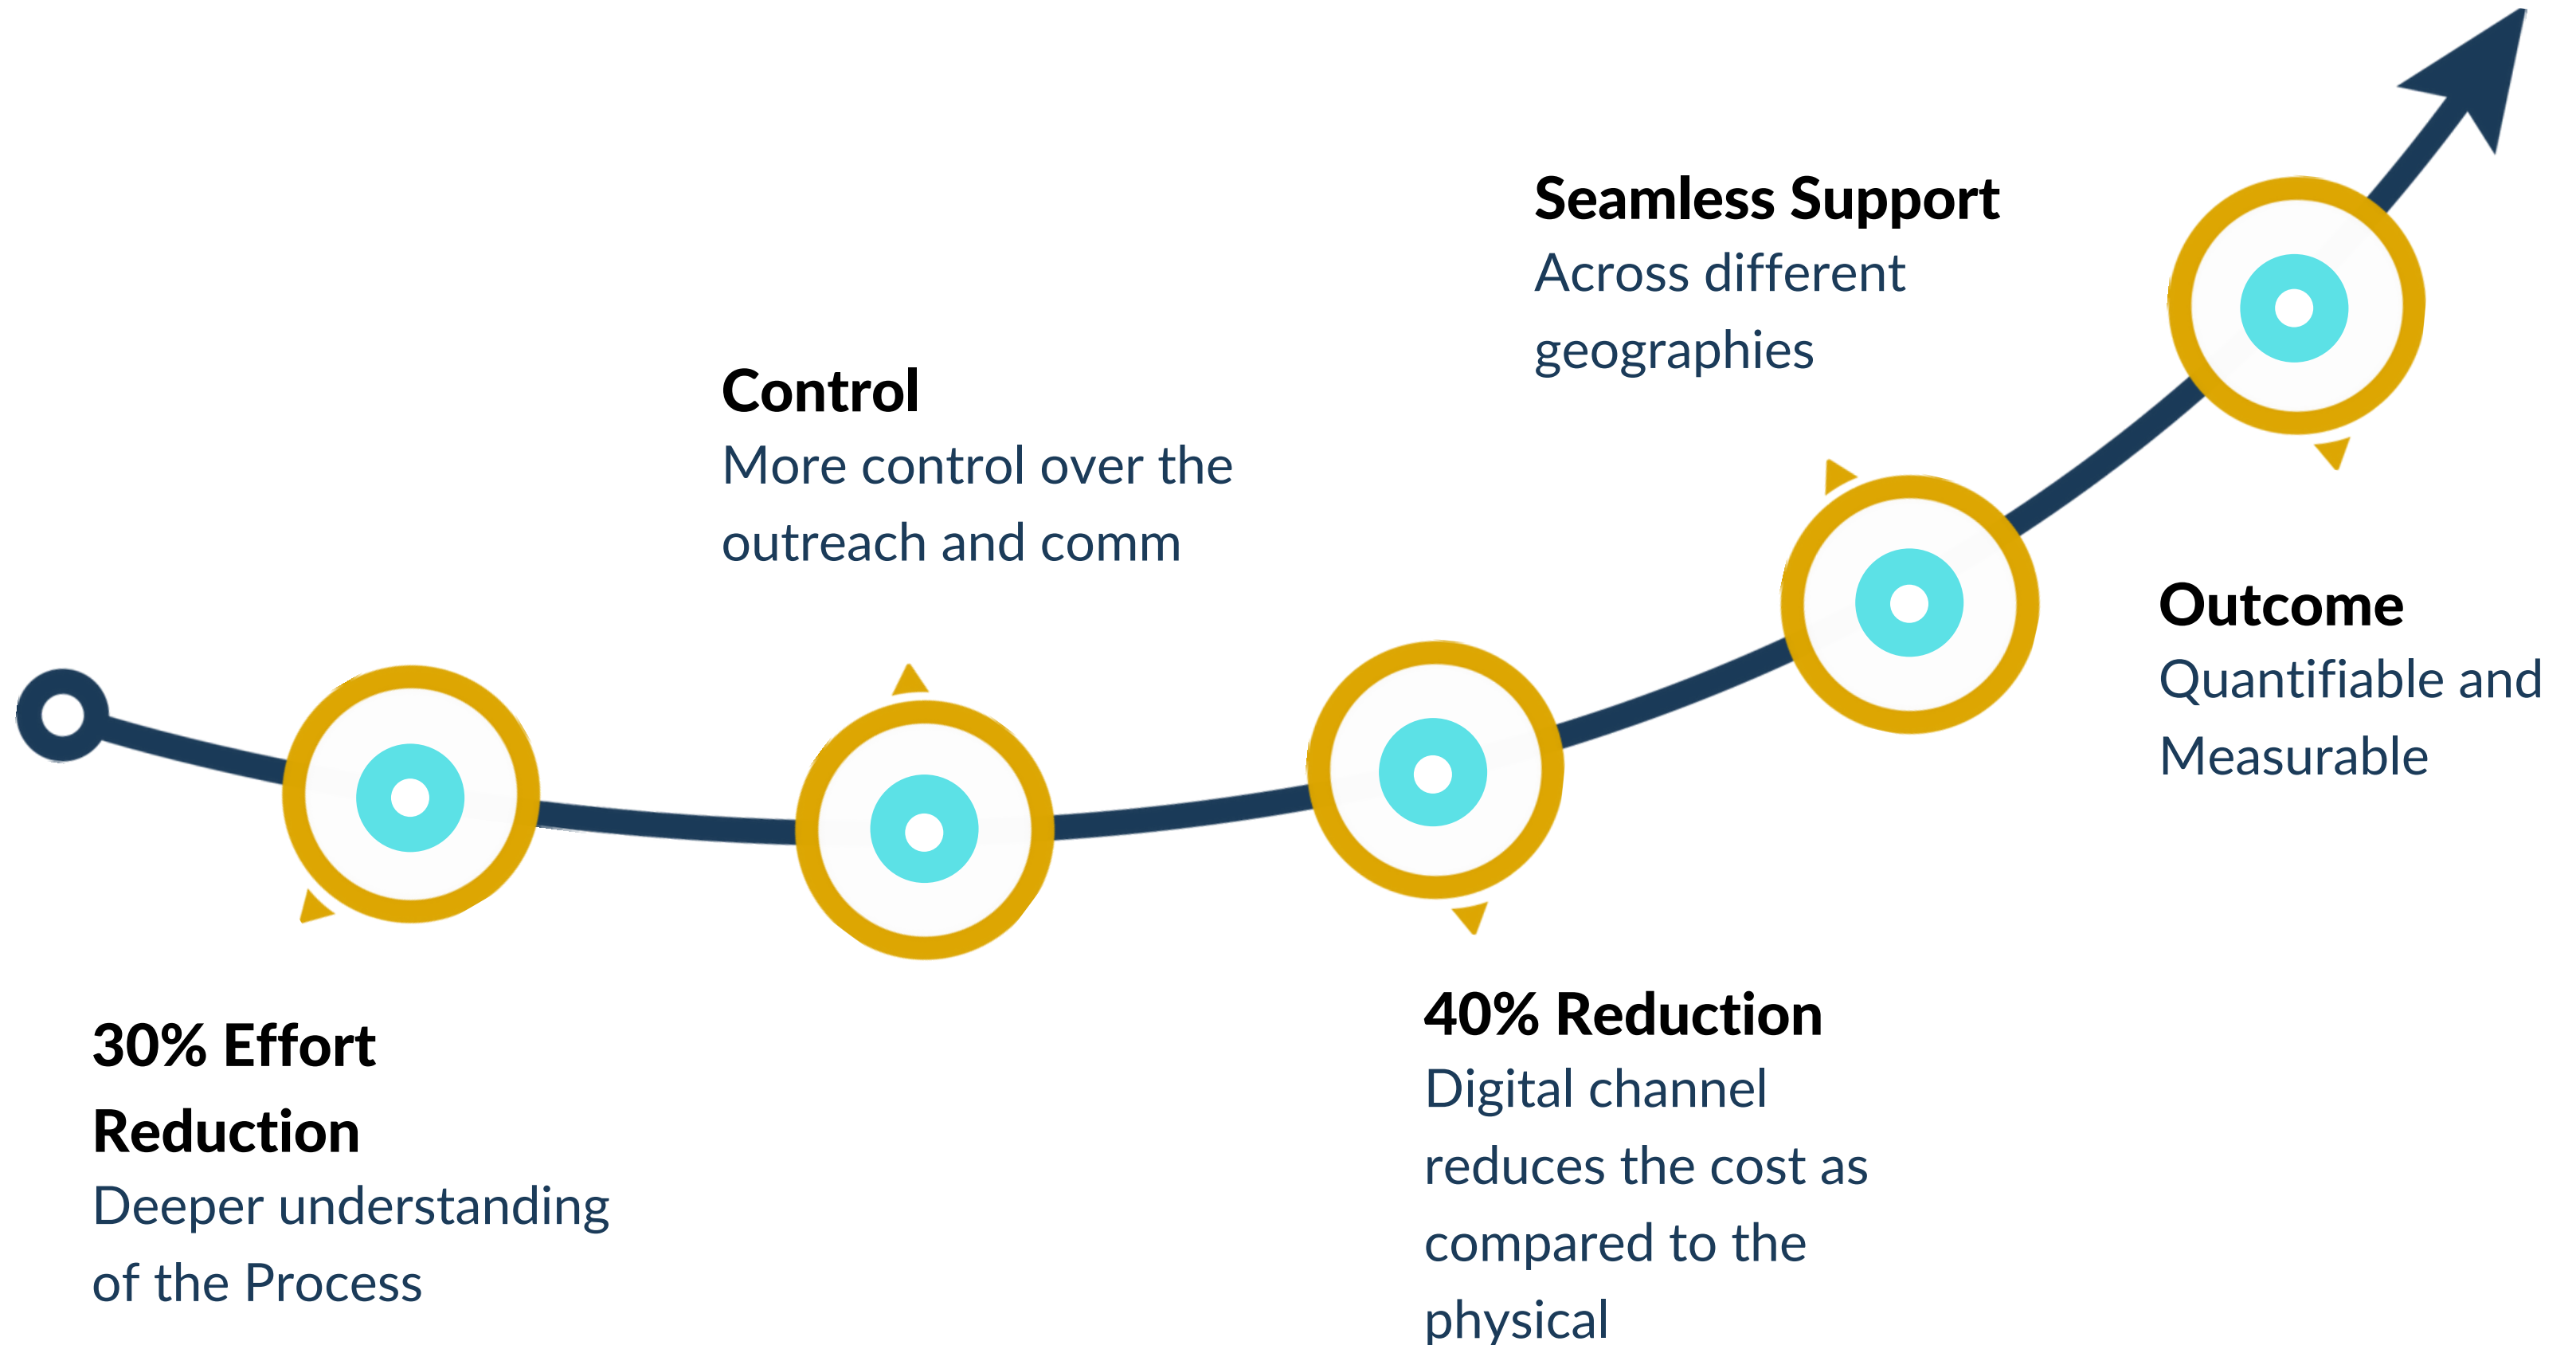 30% Effort
Reduction
Deeper understanding
of the Process
Control
More control over the
outreach and comm
40% Reduction
Digital channel
reduces the cost as
compared to the
physical
Seamless Support
Across different
geographies
Outcome
Quantifiable and
Measurable